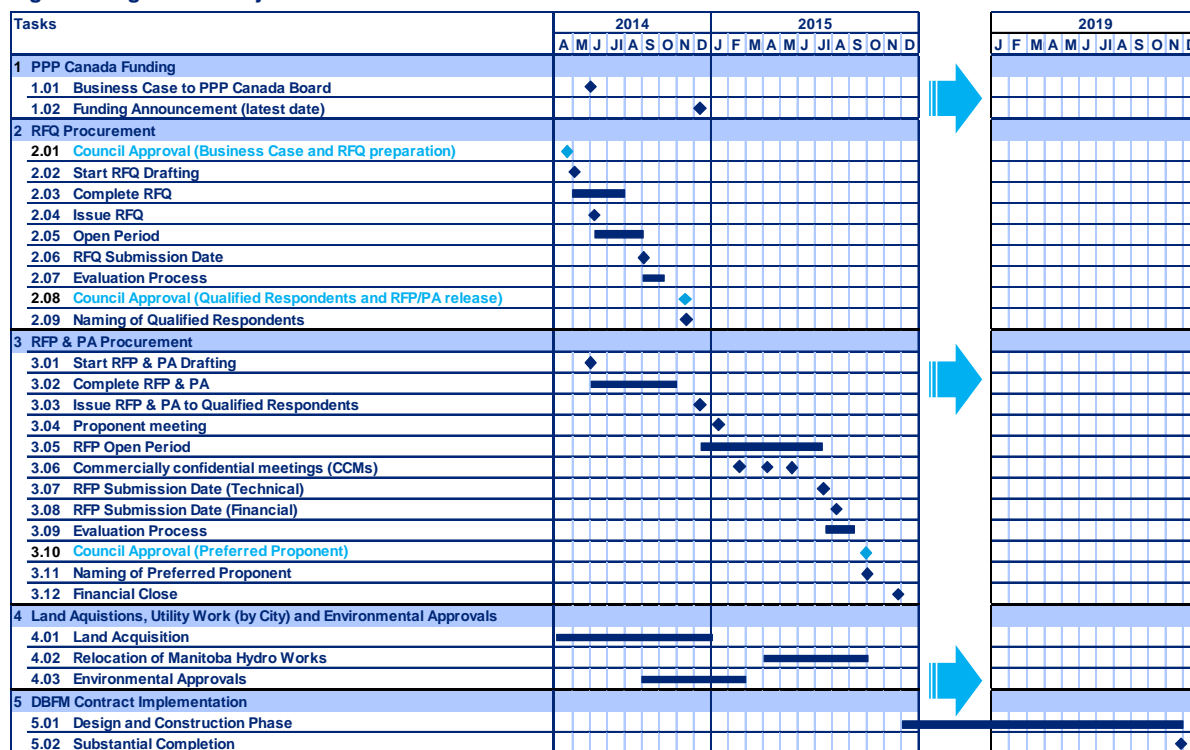 Tasks
2014 2015 2019
A M J Jl A S O N D J F M A M J Jl A S O N D J F M A M J Jl A S O N D
1 PPP Canada Funding
1.01 Business Case to PPP Canada Board
1.02 Funding Announcement (latest date)
2 RFQ Procurement
2.01 Council Approval (Business Case and RFQ preparation)
2.02 Start RFQ Drafting
2.03 Complete RFQ
2.04 Issue RFQ
2.05 Open Period
2.06 RFQ Submission Date
2.07 Evaluation Process
2.08 Council Approval (Qualified Respondents and RFP/PA release)
2.09 Naming of Qualified Respondents
3 RFP & PA Procurement
3.01 Start RFP & PA Drafting
3.02 Complete RFP & PA
3.03 Issue RFP & PA to Qualified Respondents
3.04 Proponent meeting
3.05 RFP Open Period
3.06 Commercially confidential meetings (CCMs)
3.07 RFP Submission Date (Technical)
3.08 RFP Submission Date (Financial)
3.09 Evaluation Process
3.10 Council Approval (Preferred Proponent)
3.11 Naming of Preferred Proponent
3.12 Financial Close
4 Land Aquistions, Utility Work (by City) and Environmental Approvals
4.01 Land Acquisition
4.02 Relocation of Manitoba Hydro Works
4.03 Environmental Approvals
5 DBFM Contract Implementation
5.01 Design and Construction Phase
5.02 Substantial Completion